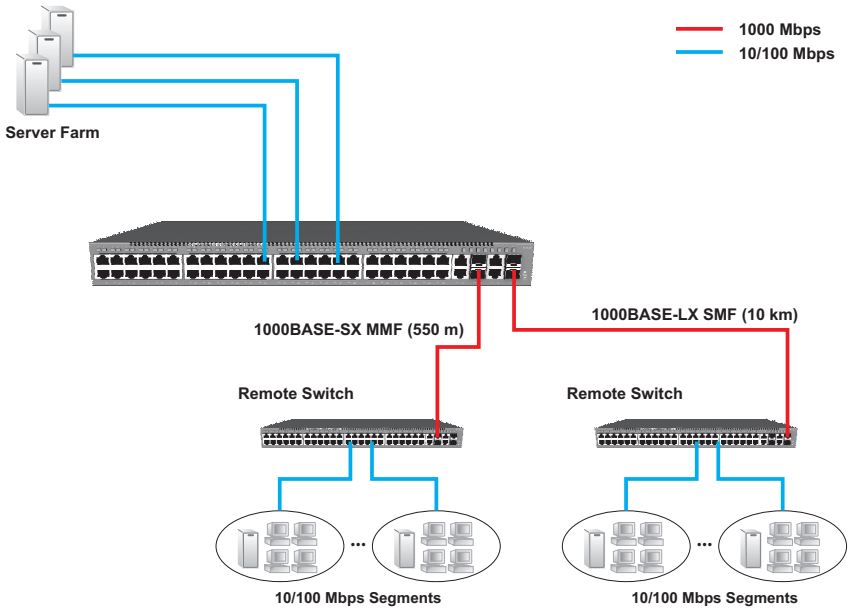 1000 Mbps
10/100 Mbps
Server Farm
1000BASE-SX MMF (550 m)
1000BASE-LX SMF (10 km)
Remote Switch
Remote Switch
...
...
10/100 Mbps Segments
10/100 Mbps Segments